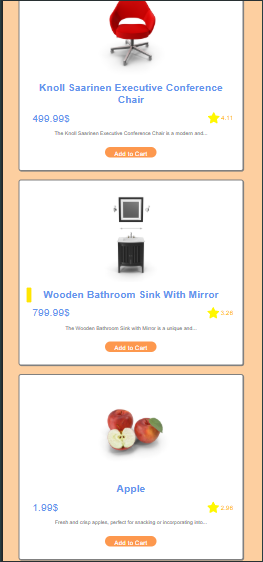 Knoll Saarinen Executive Conference
Chair
499.99$ 4.11
The Knoll Saarinen Executive Conference Chair is a modern and...
Add to Cart
Wooden Bathroom Sink With Mirror
799.99$ 3.26
The Wooden Bathroom Sink with Mirror is a unique and...
Add to Cart
Apple
1.99$ 2.96
Fresh and crisp apples, perfect for snacking or incorporating into...
Add to Cart